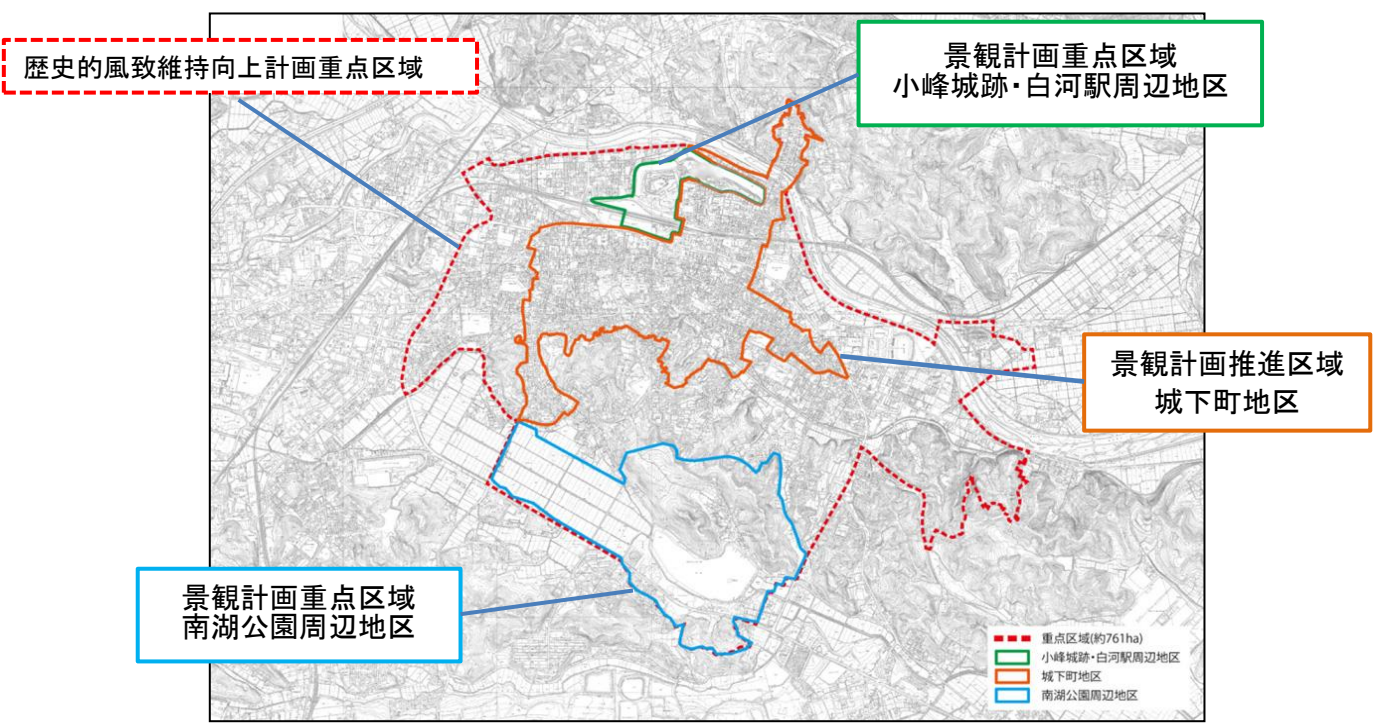 歴史的風致維持向上計画重点区域
景観計画重点区域
小峰城跡・白河駅周辺地区
景観計画推進区域
城下町地区
景観計画重点区域
南湖公園周辺地区
重点区域(約761ha)
小峰城跡・白河駅周辺地区
城下町地区
南湖公園周辺地区